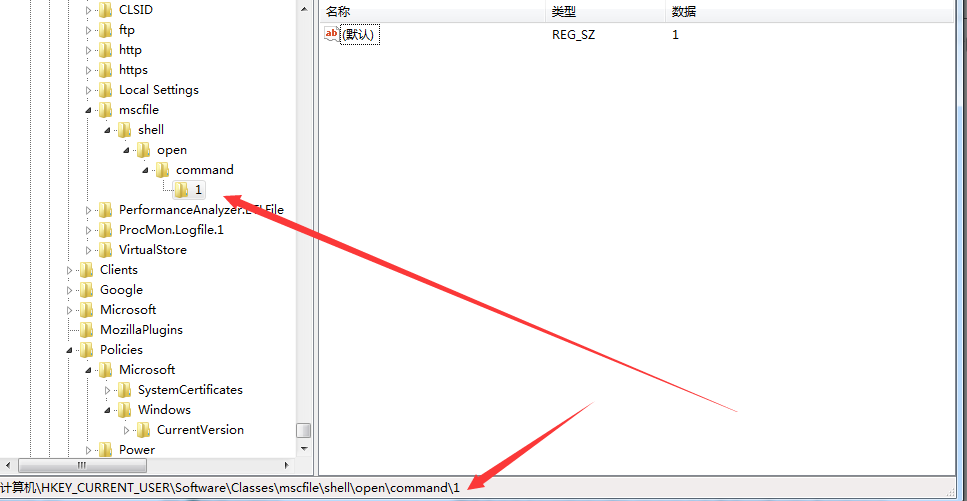 CLSID
ftp
http
https
Local Settings
mscfile
shell
open
command
1
PerformanceAnalyzer.ETLFile
ProcMon.Logfile.1
VirtualStore
Clients
Google
Microsoft
MozillaPlugins
Policies
Microsoft
SystemCertificates
Windows
CurrentVersion
Power
名称 类型 数据
ab (默认) REG_SZ 1
计算机\HKEY_CURRENT_USER\Software\Classes\mscfile\shell\open\command\1